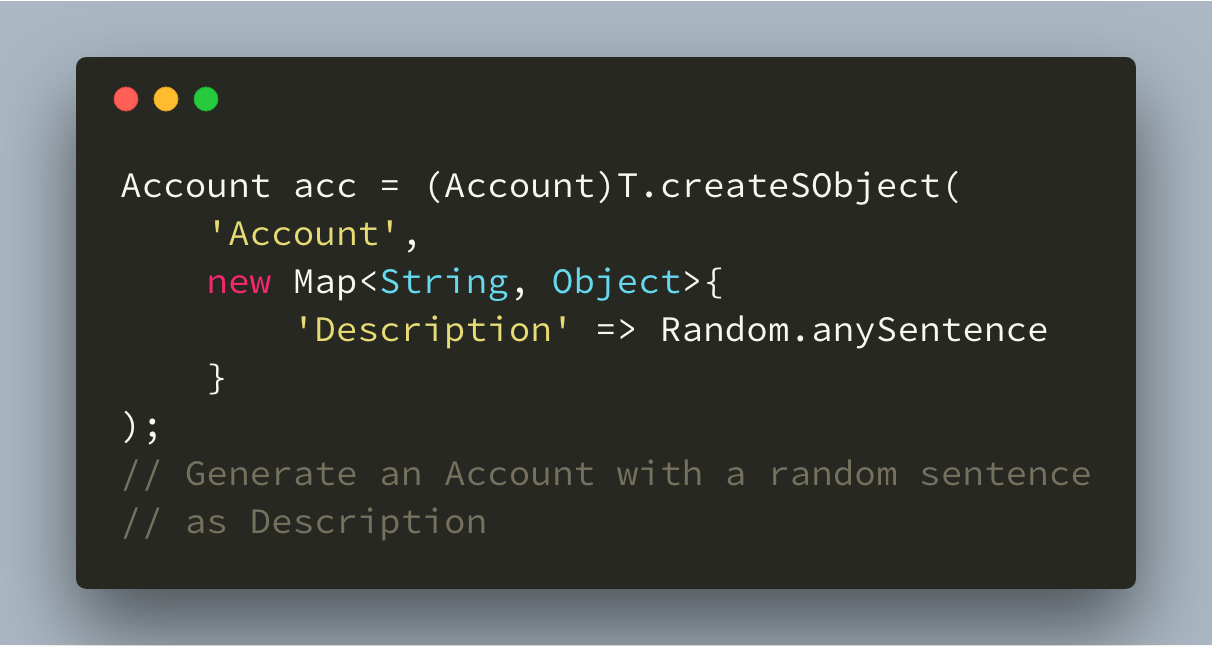 Account acc = (Account)T.createSObject(
    'Account',
    new Map<String, Object>{
        'Description' => Random.anySentence
    }
);
// Generate an Account with a random sentence
// as Description